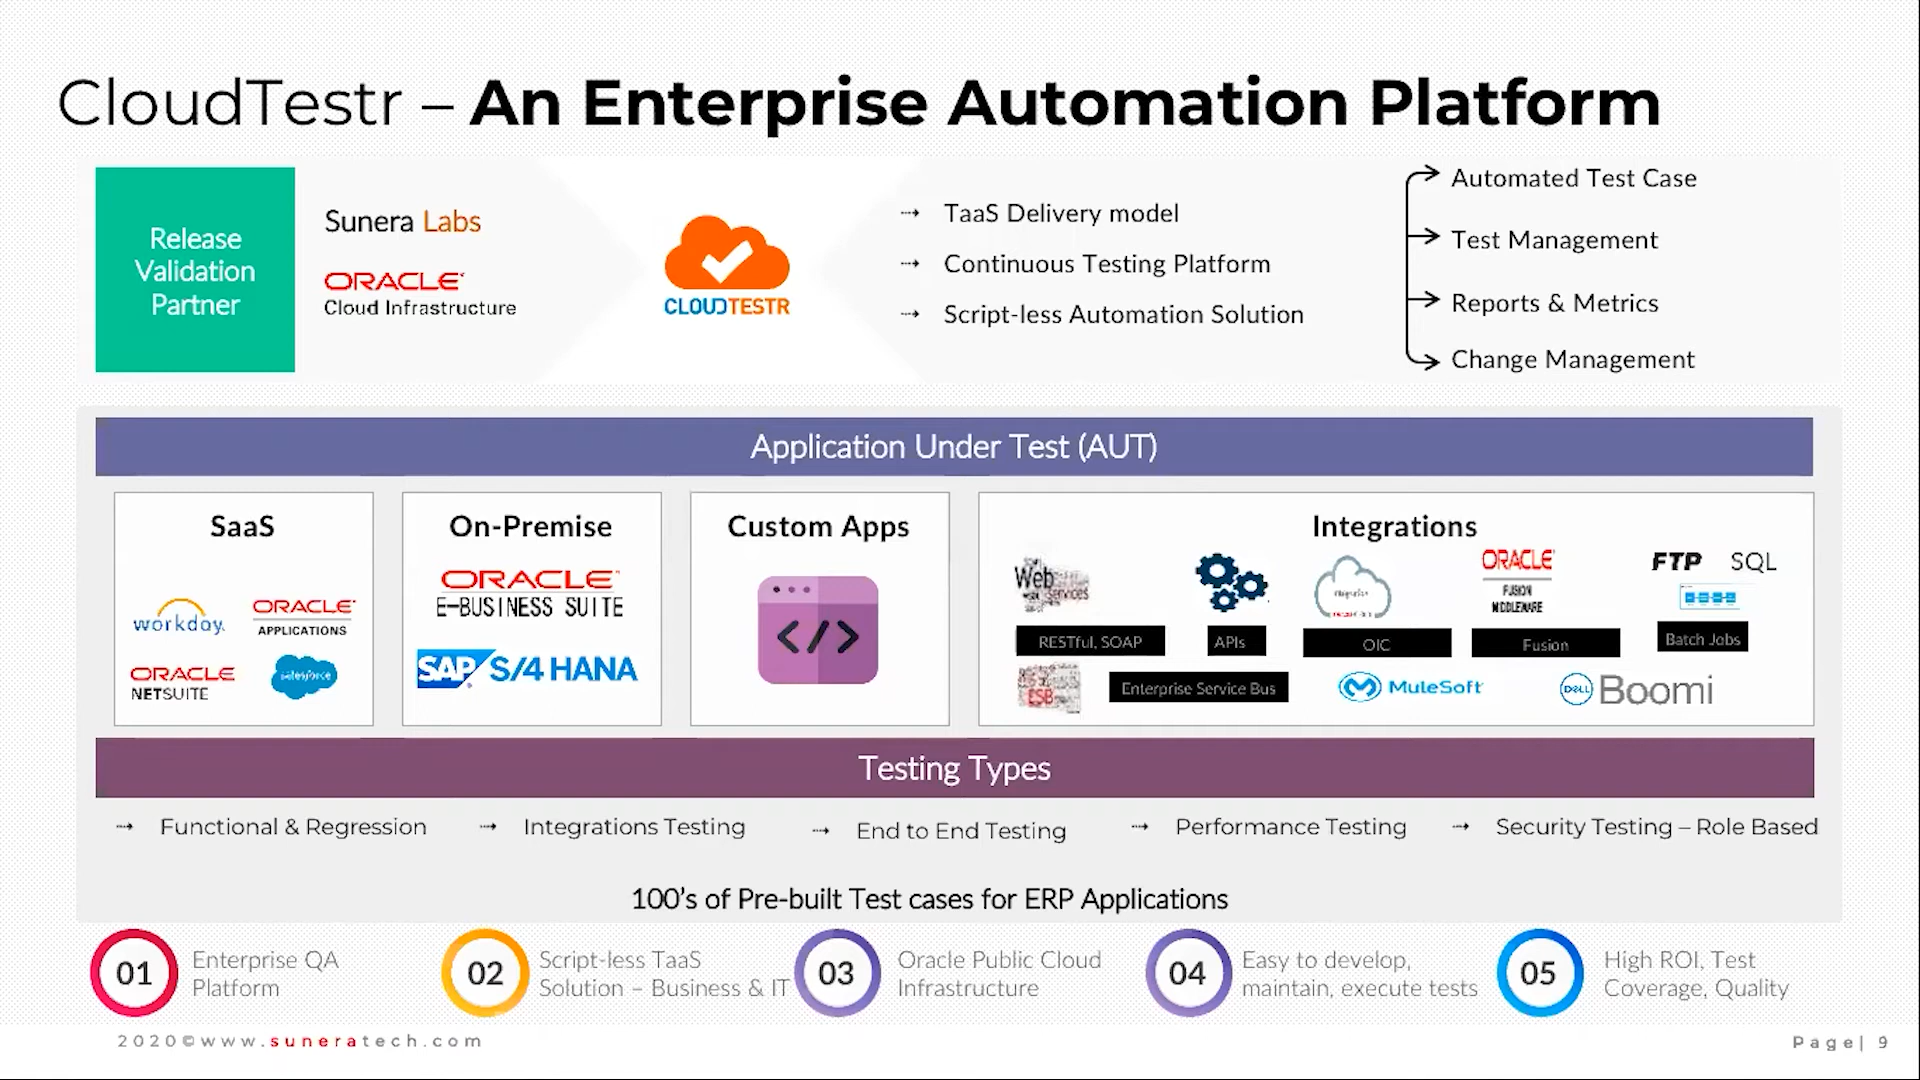 CloudTestr – An Enterprise Automation Platform
Release
Validation
Partner
Sunera Labs
ORACLE
Cloud Infrastructure
CLOUDTESTR
⇢ TaaS Delivery model
⇢ Continuous Testing Platform
⇢ Script-less Automation Solution
Automated Test Case
Test Management
Reports & Metrics
Change Management
Application Under Test (AUT)
SaaS
workday.
ORACLE
APPLICATIONS
ORACLE
NETSUITE
salesforce
On-Premise
ORACLE
E-BUSINESS SUITE
SAP S/4 HANA
Custom Apps
</>
Integrations
Web
Services
ORACLE
FUSION
MIDDLEWARE
FTP SQL
RESTful, SOAP
APIs
OIC
Fusion
Batch Jobs
ESB
Enterprise Service Bus
MuleSoft
DELL Boomi
Testing Types
⇢ Functional & Regression
⇢ Integrations Testing
⇢ End to End Testing
⇢ Performance Testing
⇢ Security Testing – Role Based
100's of Pre-built Test cases for ERP Applications
01
Enterprise QA
Platform
02
Script-less TaaS
Solution – Business & IT
03
Oracle Public Cloud
Infrastructure
04
Easy to develop,
maintain, execute tests
05
High ROI, Test
Coverage, Quality
2020©www.suneratech.com
Page| 9